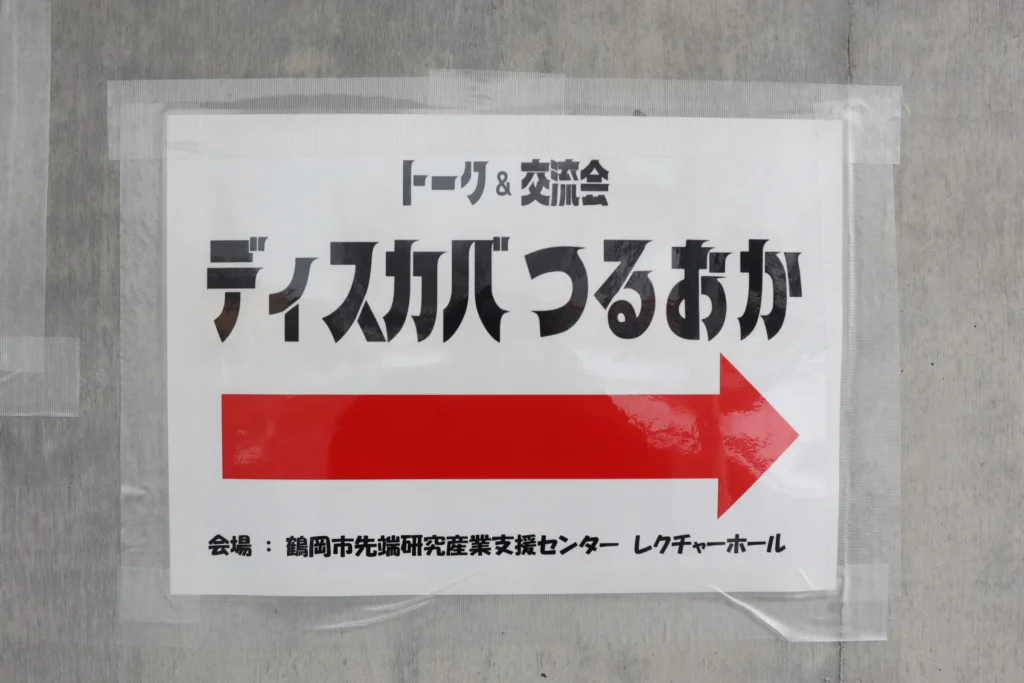 トーク & 交流会
ディスカバ つるおか
会場 : 鶴岡市先端研究産業支援センター レクチャーホール